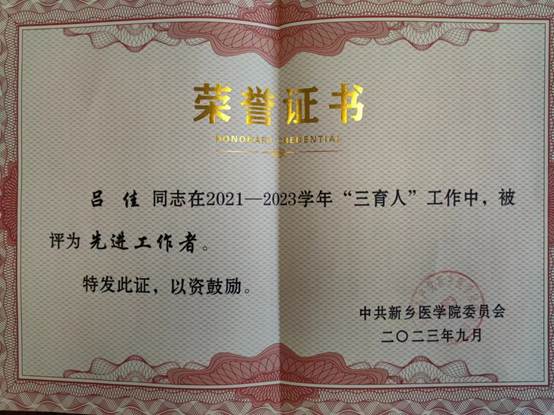 荣誉证书
HONORARY CREDENTIAL
吕佳 同志在2021—2023学年“三育人”工作中，被
评为先进工作者。
特发此证，以资鼓励。
中共新乡医学院委员会
二〇二三年九月